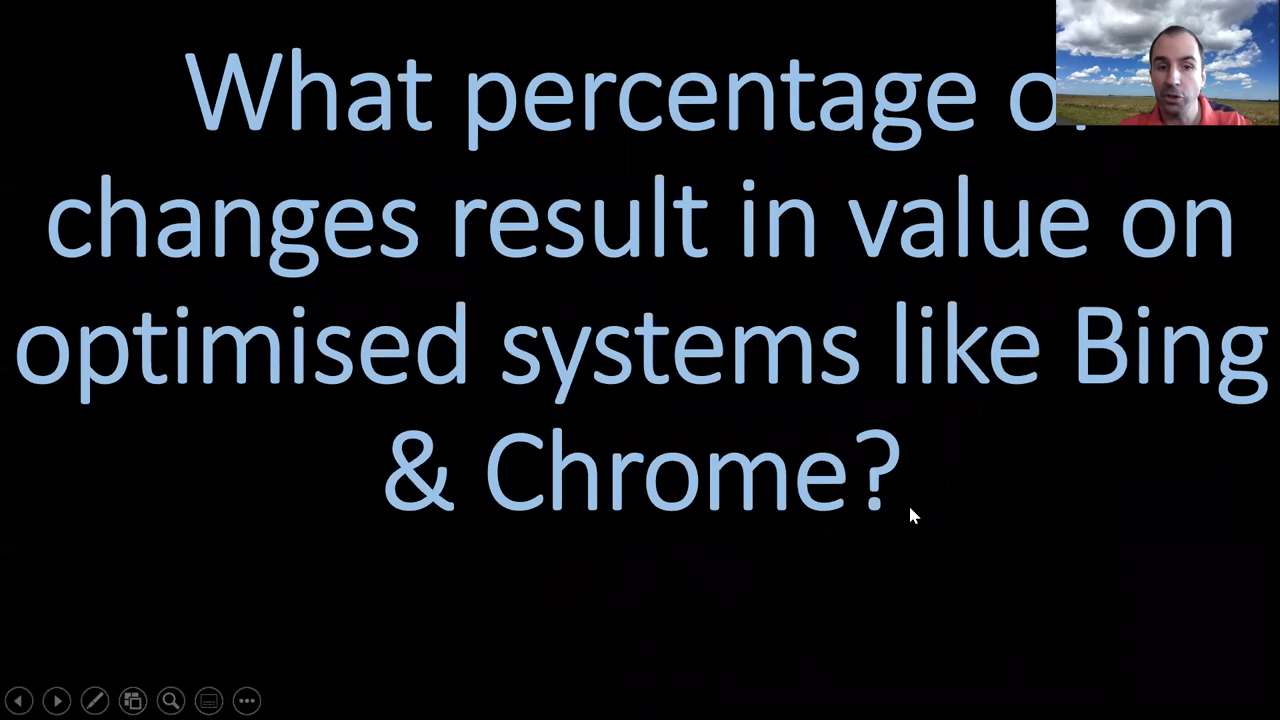 What percentage
changes result in value on
optimised systems like Bing
& Chrome?